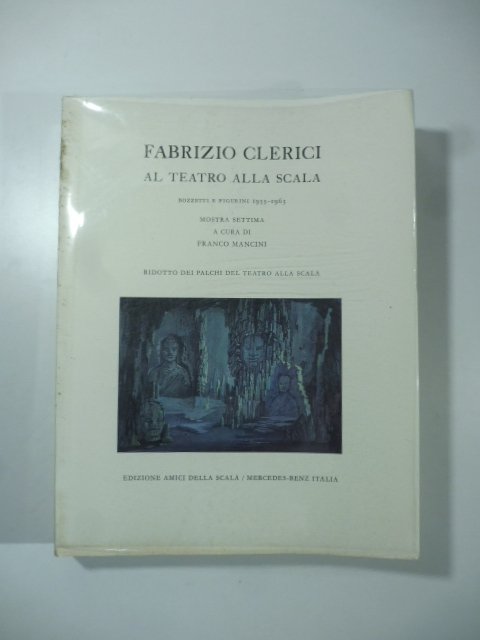 FABRIZIO CLERICI
AL TEATRO ALLA SCALA
BOZZETTI E FIGURINI 1953-1963
MOSTRA SETTIMA
A CURA DI
FRANCO MANCINI
RIDOTTO DEI PALCHI DEL TEATRO ALLA SCALA
EDIZIONE AMICI DELLA SCALA / MERCEDES-BENZ ITALIA